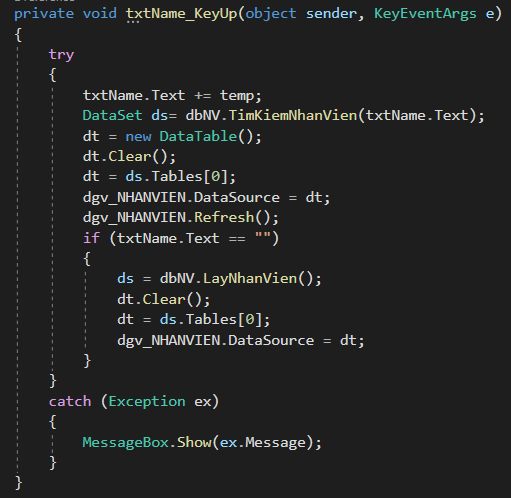 private void txtName_KeyUp(object sender, KeyEventArgs e)
{
try
{
txtName.Text += temp;
DataSet ds= dbNV.TimKiemNhanVien(txtName.Text);
dt = new DataTable();
dt.Clear();
dt = ds.Tables[0];
dgv_NHANVIEN.DataSource = dt;
dgv_NHANVIEN.Refresh();
if (txtName.Text == "")
{
ds = dbNV.LayNhanVien();
dt.Clear();
dt = ds.Tables[0];
dgv_NHANVIEN.DataSource = dt;
}
}
catch (Exception ex)
{
MessageBox.Show(ex.Message);
}
}